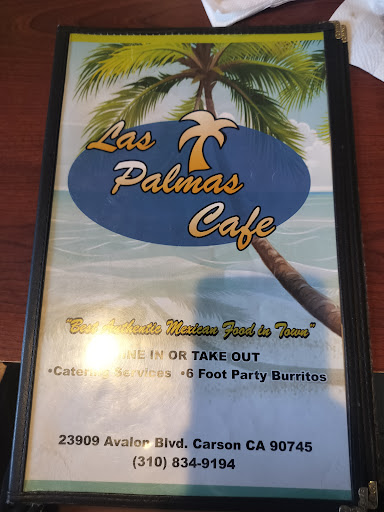 Las
Palmas
Cafe
"Best Authentic Mexican Food in Town"
DINE IN OR TAKE OUT
•Catering Services •6 Foot Party Burritos
23909 Avalon Blvd. Carson CA 90745
(310) 834-9194